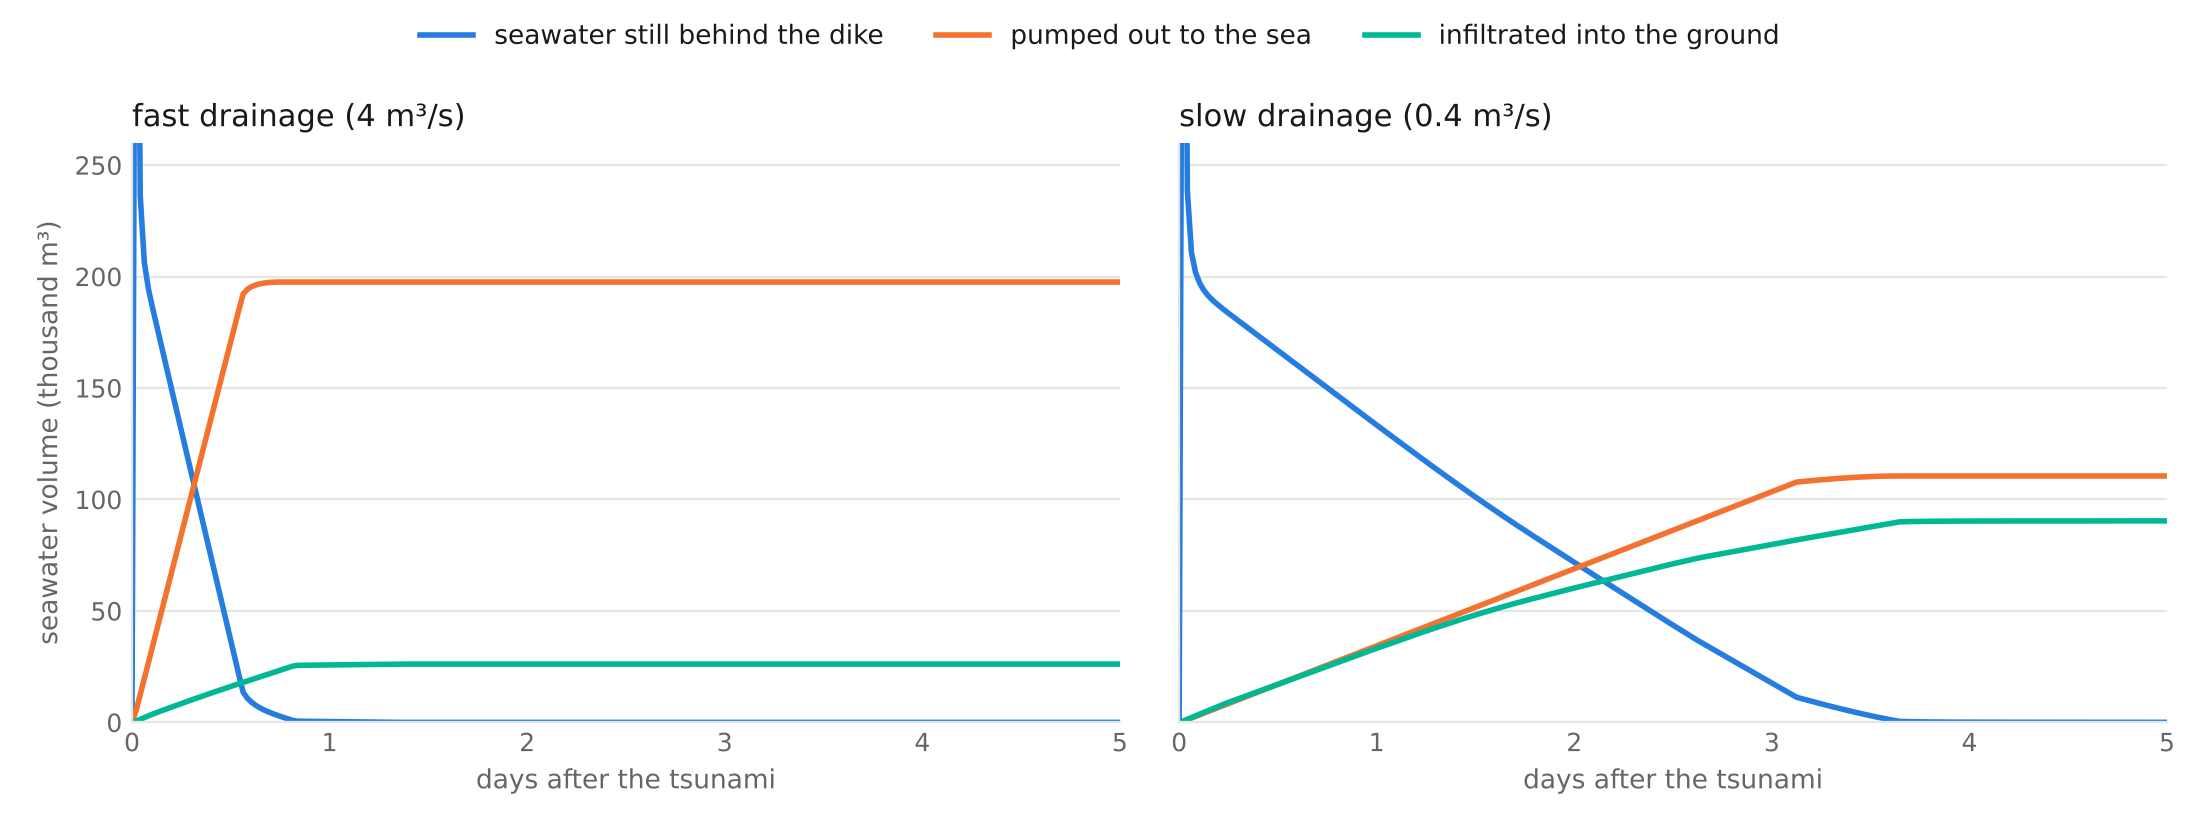 seawater still behind the dike
pumped out to the sea
infiltrated into the ground
fast drainage (4 m³/s)
seawater volume (thousand m³)
250
200
150
100
50
0
0 1 2 3 4 5
days after the tsunami
slow drainage (0.4 m³/s)
0 1 2 3 4 5
days after the tsunami